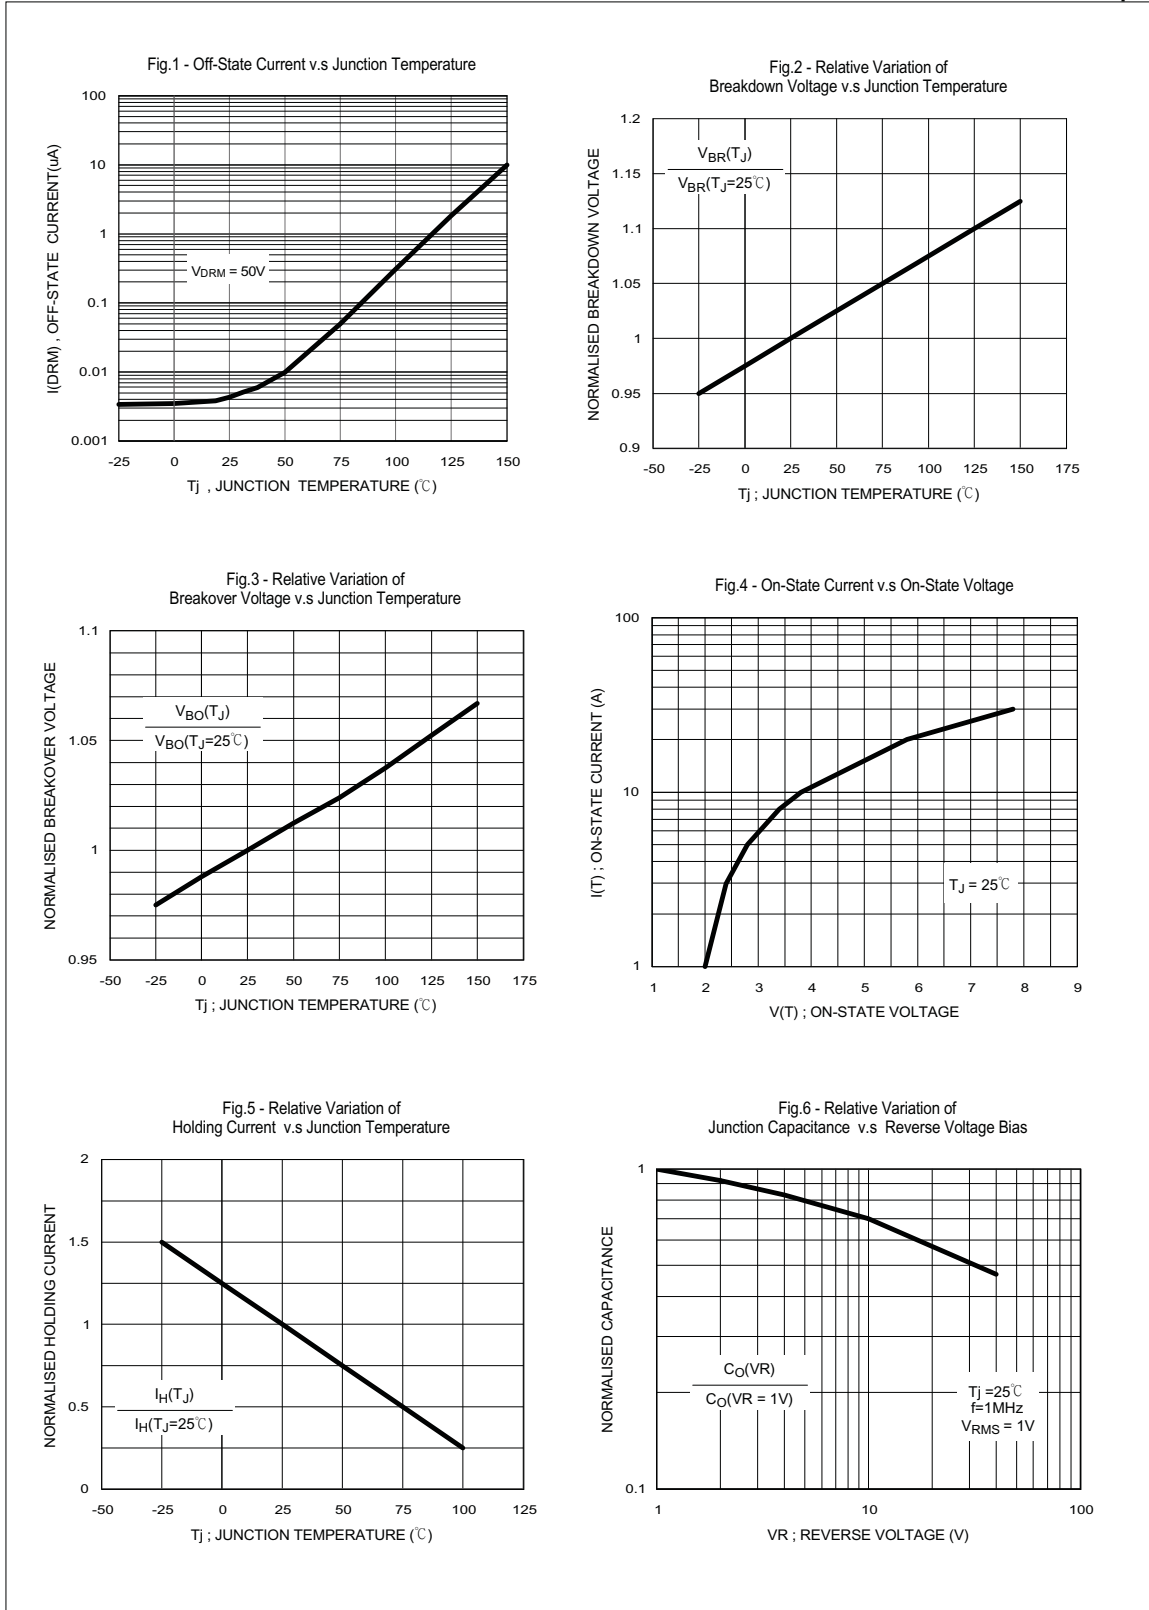 Fig.1 - Off-State Current v.s Junction Temperature
100
10
1
0.1
0.01
0.001
I(DRM) , OFF-STATE CURRENT(uA)
VDRM = 50V
-25 0 25 50 75 100 125 150
Tj , JUNCTION TEMPERATURE (℃)
Fig.2 - Relative Variation of
Breakdown Voltage v.s Junction Temperature
1.2
1.15
1.1
1.05
1
0.95
0.9
NORMALISED BREAKDOWN VOLTAGE
VBR(TJ)
VBR(TJ=25℃)
-50 -25 0 25 50 75 100 125 150 175
Tj ; JUNCTION TEMPERATURE (℃)
Fig.3 - Relative Variation of
Breakover Voltage v.s Junction Temperature
1.1
1.05
1
0.95
NORMALISED BREAKOVER VOLTAGE
VBO(TJ)
VBO(TJ=25℃)
-50 -25 0 25 50 75 100 125 150 175
Tj ; JUNCTION TEMPERATURE (℃)
Fig.4 - On-State Current v.s On-State Voltage
100
10
1
I(T) ; ON-STATE CURRENT (A)
TJ = 25℃
1 2 3 4 5 6 7 8 9
V(T) ; ON-STATE VOLTAGE
Fig.5 - Relative Variation of
Holding Current v.s Junction Temperature
2
1.5
1
0.5
0
NORMALISED HOLDING CURRENT
IH(TJ)
IH(TJ=25℃)
-50 -25 0 25 50 75 100 125
Tj ; JUNCTION TEMPERATURE (℃)
Fig.6 - Relative Variation of
Junction Capacitance v.s Reverse Voltage Bias
1
0.1
NORMALISED CAPACITANCE
CO(VR)
CO(VR = 1V)
Tj =25℃
f=1MHz
VRMS = 1V
1 10 100
VR ; REVERSE VOLTAGE (V)